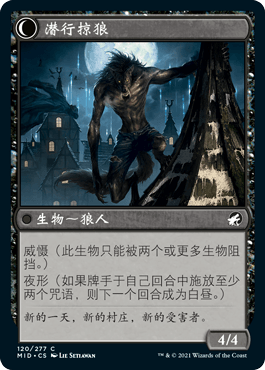 潜行掠狼
生物～狼人
威慑（此生物只能被两个或更多生物阻
挡。）
夜形（如果牌手于自己回合中施放至少
两个咒语，则下一个回合成为白昼。）
新的一天，新的村庄，新的受害者。
4/4
120/277 C
MID • CS LIE SETIAWAN
™ & © 2021 Wizards of the Coast